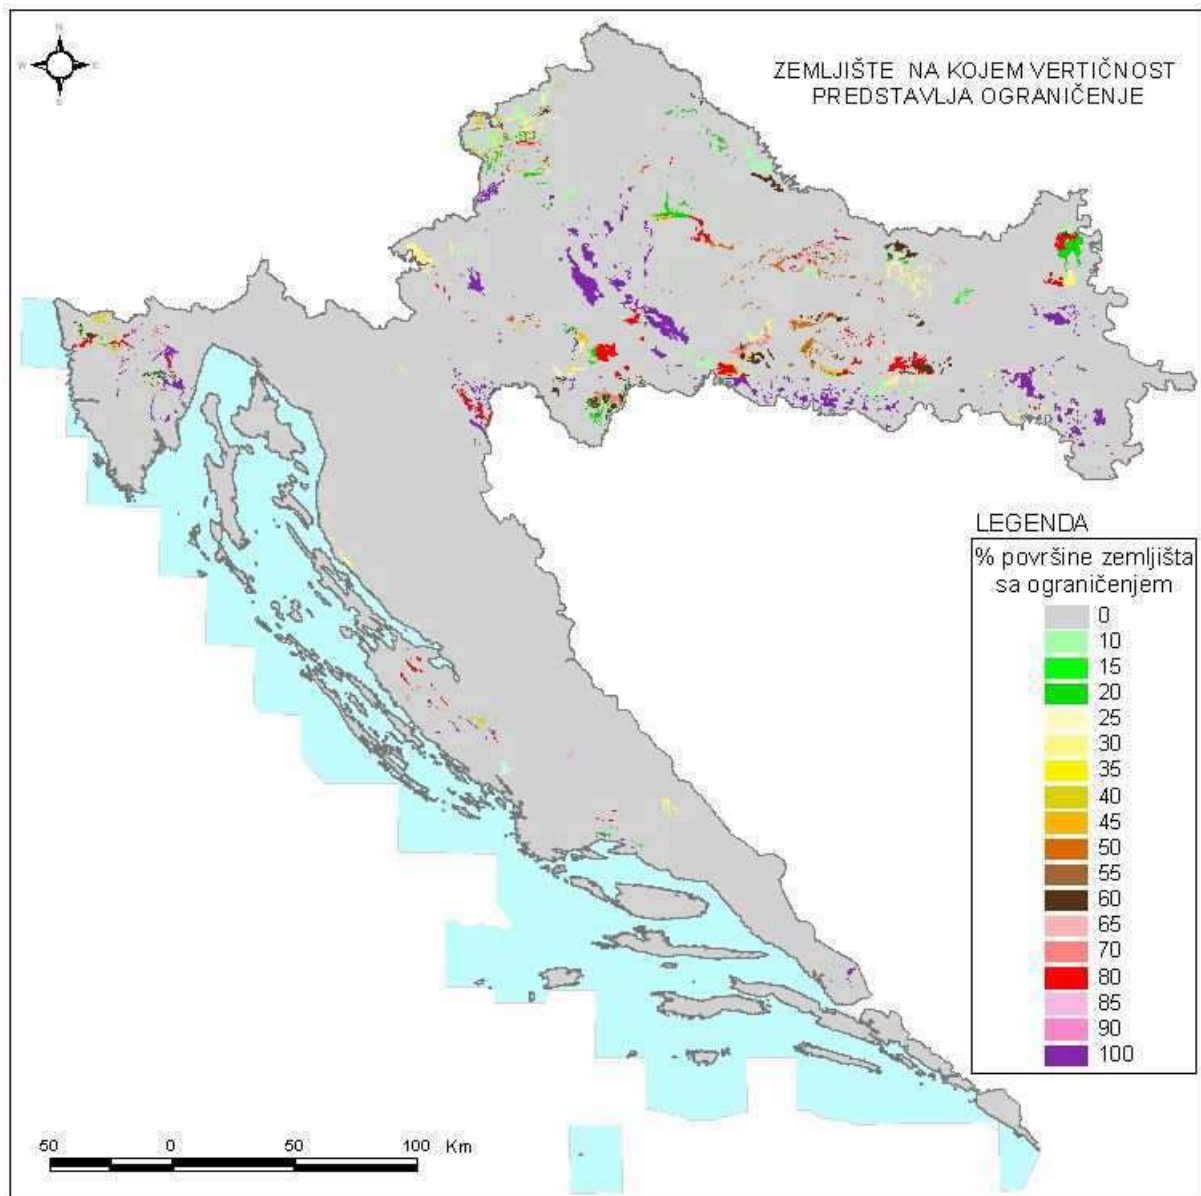 N
W E
S
ZEMLJIŠTE NA KOJEM VERTIČNOST
PREDSTAVLJA OGRANIČENJE
LEGENDA
% površine zemljišta
sa ograničenjem
0
10
15
20
25
30
35
40
45
50
55
60
65
70
80
85
90
100
50 0 50 100 Km